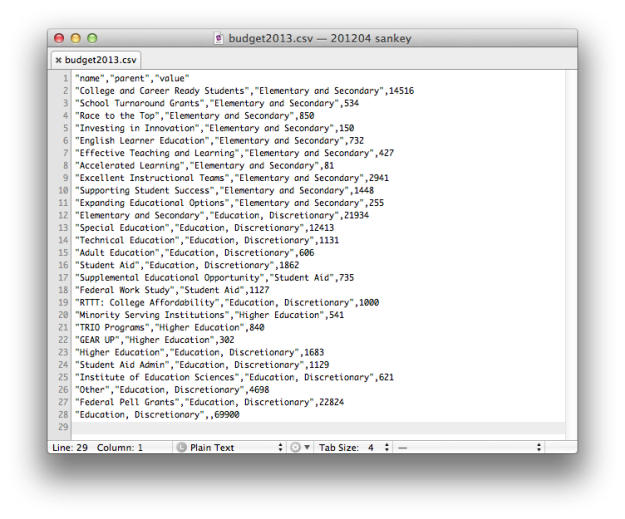 budget2013.csv — 201204 sankey
× budget2013.csv
1 "name","parent","value"
2 "College and Career Ready Students","Elementary and Secondary",14516
3 "School Turnaround Grants","Elementary and Secondary",534
4 "Race to the Top","Elementary and Secondary",850
5 "Investing in Innovation","Elementary and Secondary",150
6 "English Learner Education","Elementary and Secondary",732
7 "Effective Teaching and Learning","Elementary and Secondary",427
8 "Accelerated Learning","Elementary and Secondary",81
9 "Excellent Instructional Teams","Elementary and Secondary",2941
10 "Supporting Student Success","Elementary and Secondary",1448
11 "Expanding Educational Options","Elementary and Secondary",255
12 "Elementary and Secondary","Education, Discretionary",21934
13 "Special Education","Education, Discretionary",12413
14 "Technical Education","Education, Discretionary",1131
15 "Adult Education","Education, Discretionary",606
16 "Student Aid","Education, Discretionary",1862
17 "Supplemental Educational Opportunity","Student Aid",735
18 "Federal Work Study","Student Aid",1127
19 "RTTT: College Affordability","Education, Discretionary",1000
20 "Minority Serving Institutions","Higher Education",541
21 "TRIO Programs","Higher Education",840
22 "GEAR UP","Higher Education",302
23 "Higher Education","Education, Discretionary",1683
24 "Student Aid Admin","Education, Discretionary",1129
25 "Institute of Education Sciences","Education, Discretionary",621
26 "Other","Education, Discretionary",4698
27 "Federal Pell Grants","Education, Discretionary",22824
28 "Education, Discretionary",,69900
29
Line: 29 Column: 1 L Plain Text Tab Size: 4 —